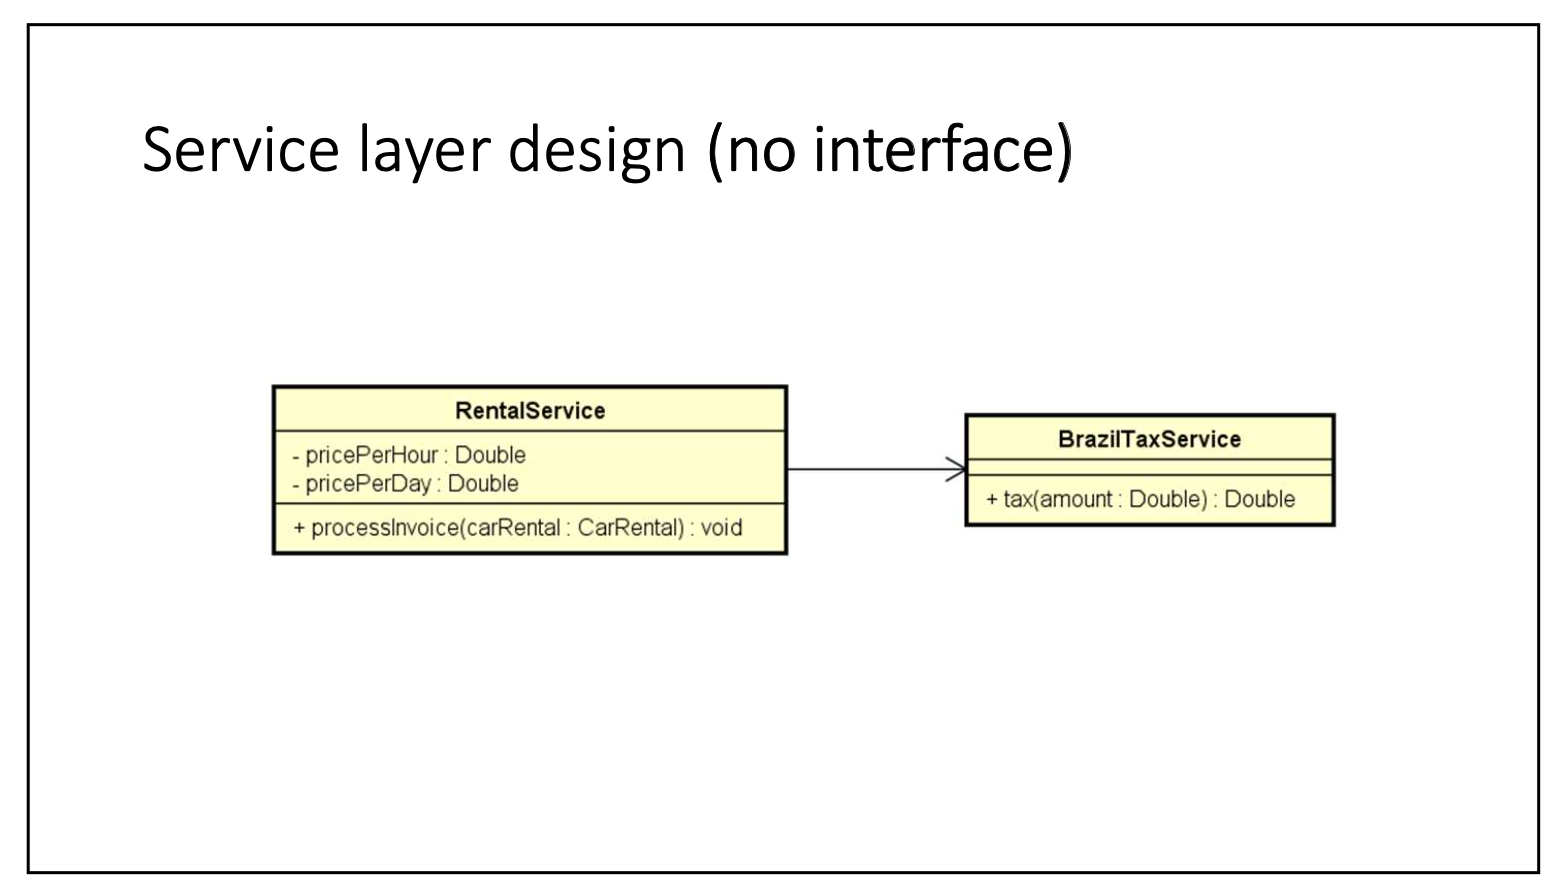 Service layer design (no interface)
RentalService
- pricePerHour : Double
- pricePerDay : Double
+ processInvoice(carRental : CarRental) : void
BrazilTaxService
+ tax(amount : Double) : Double